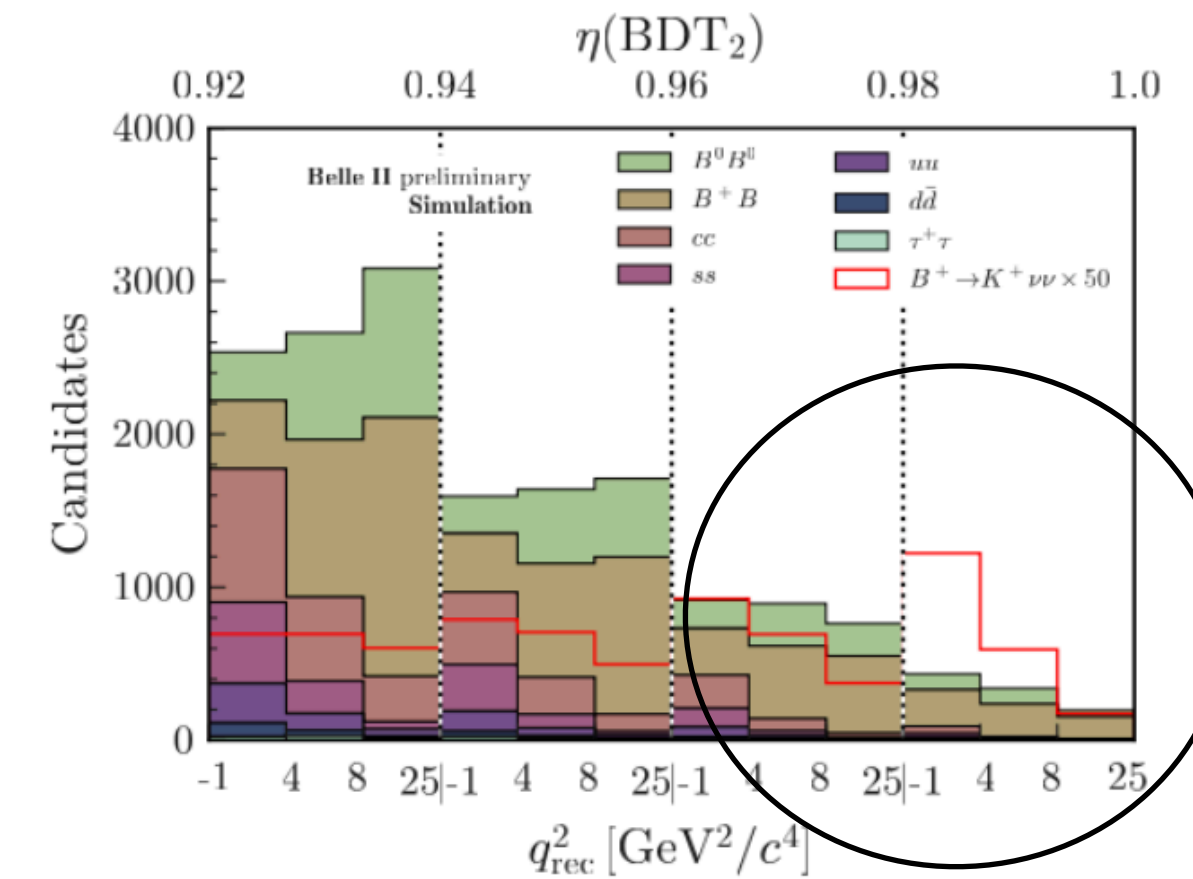 η(BDT₂)
0.92 0.94 0.96 0.98 1.0
4000
3000
2000
1000
0
Candidates
Belle II preliminary
Simulation
B⁰B⁰
B⁺B
cc
ss
uu
dd̄
τ⁺τ
B⁺→K⁺νν × 50
-1 4 8 25|-1 4 8 25|-1 4 8 25|-1 4 8 25
q²rec [GeV²/c⁴]